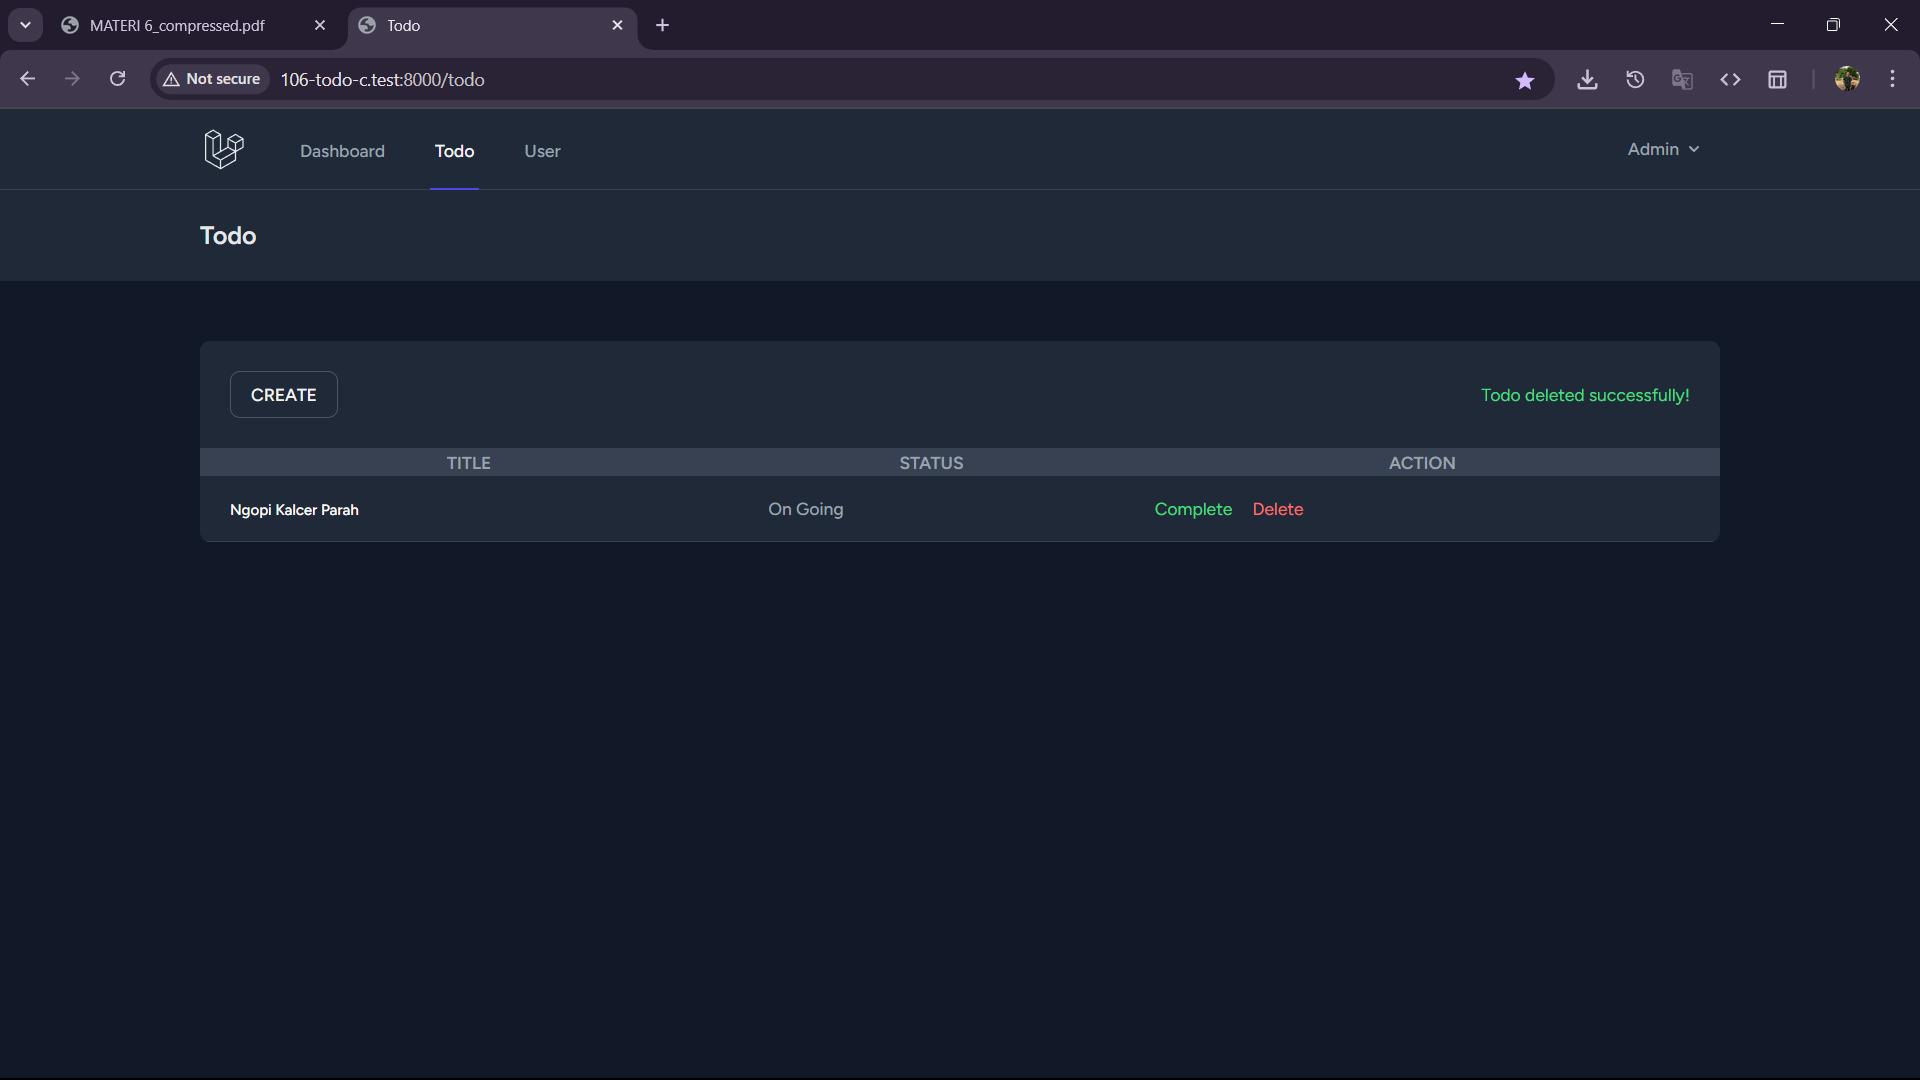 MATERI 6_compressed.pdf
Todo
Not secure
106-todo-c.test:8000/todo
Dashboard
Todo
User
Admin
Todo
CREATE
Todo deleted successfully!
TITLE
STATUS
ACTION
Ngopi Kalcer Parah
On Going
Complete
Delete